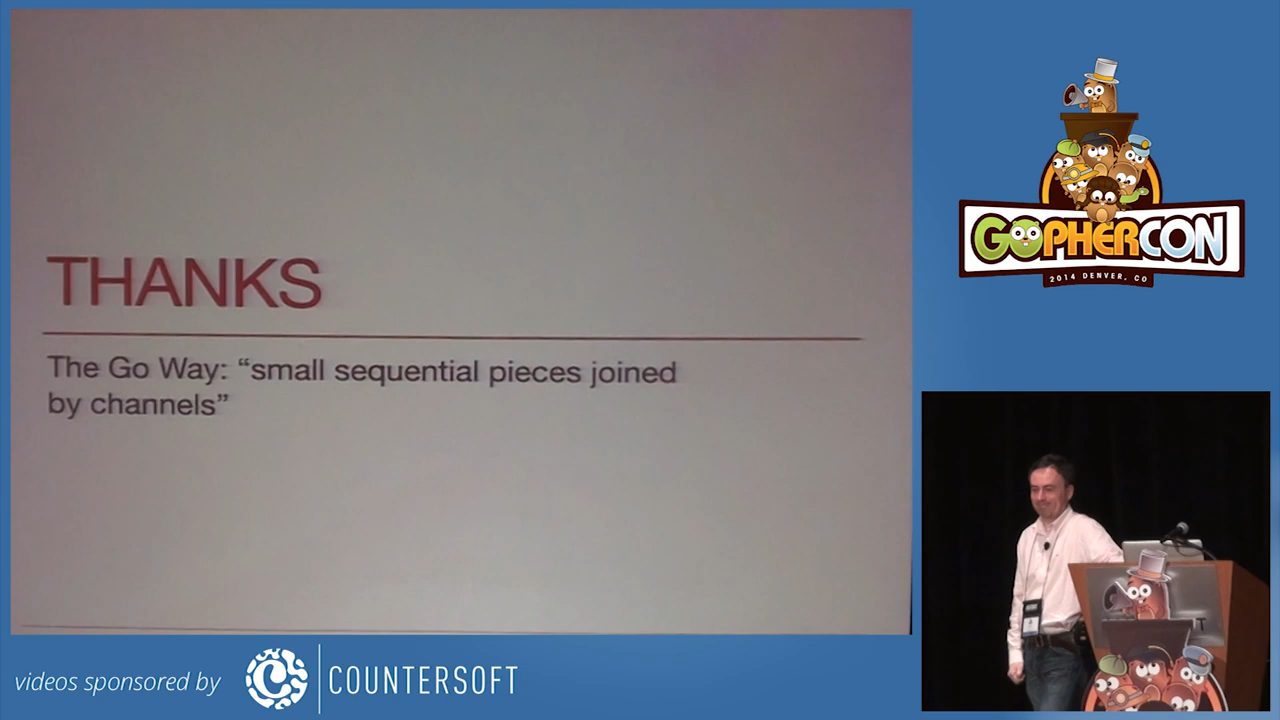 THANKS
The Go Way: “small sequential pieces joined
by channels”
GOPHERCON
2014 DENVER, CO
videos sponsored by
COUNTERSOFT